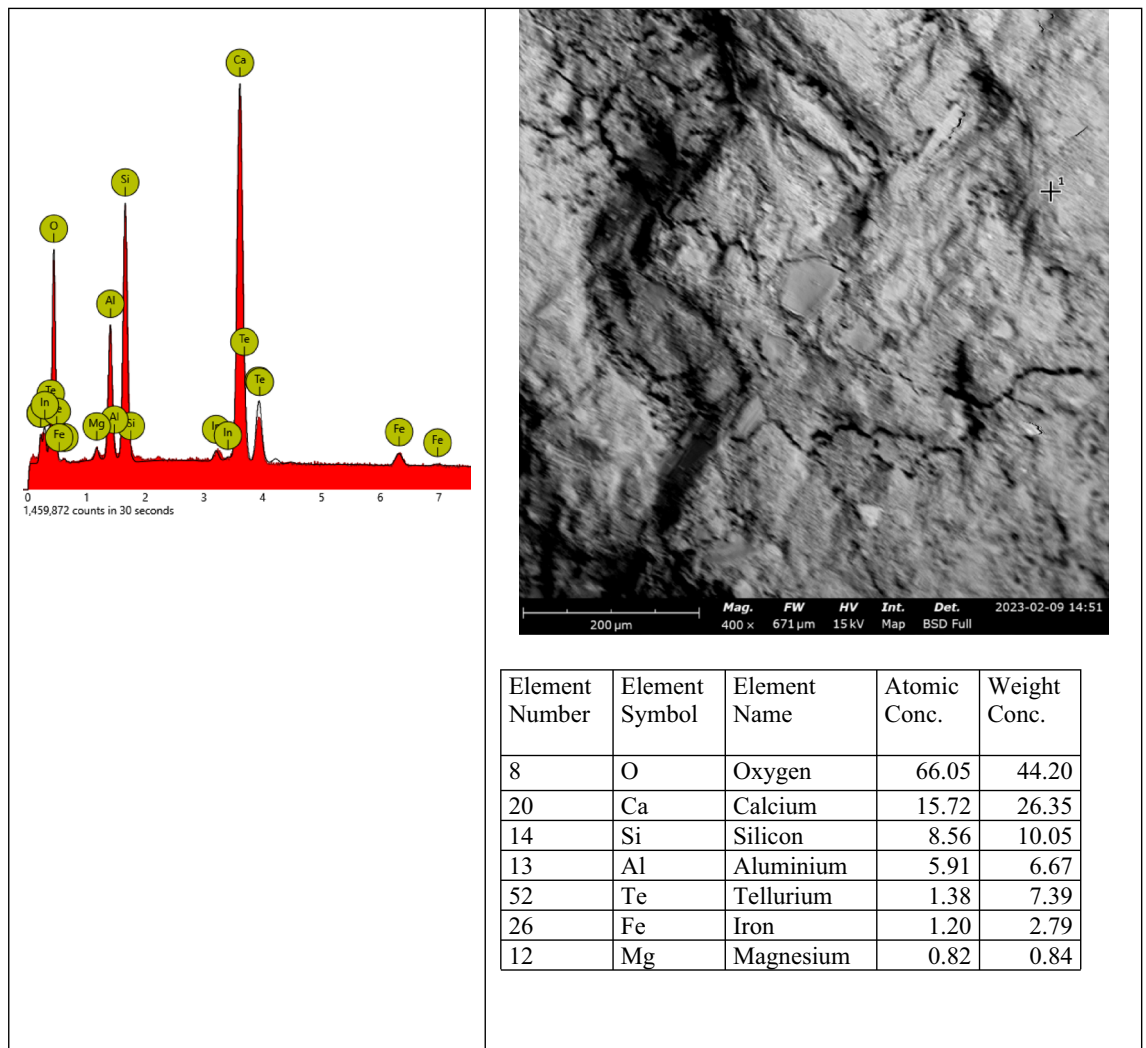 Ca
Si
O
Al
Te
Te
Te
In
Fe
Mg
Al
In
Fe
Fe
0 1 2 3 4 5 6 7
1,459,872 counts in 30 seconds
1
200 µm
Mag. FW HV Int. Det. 2023-02-09 14:51
400 × 671 µm 15 kV Map BSD Full
Element Number Element Symbol Element Name Atomic Conc. Weight Conc.
8 O Oxygen 66.05 44.20
20 Ca Calcium 15.72 26.35
14 Si Silicon 8.56 10.05
13 Al Aluminium 5.91 6.67
52 Te Tellurium 1.38 7.39
26 Fe Iron 1.20 2.79
12 Mg Magnesium 0.82 0.84